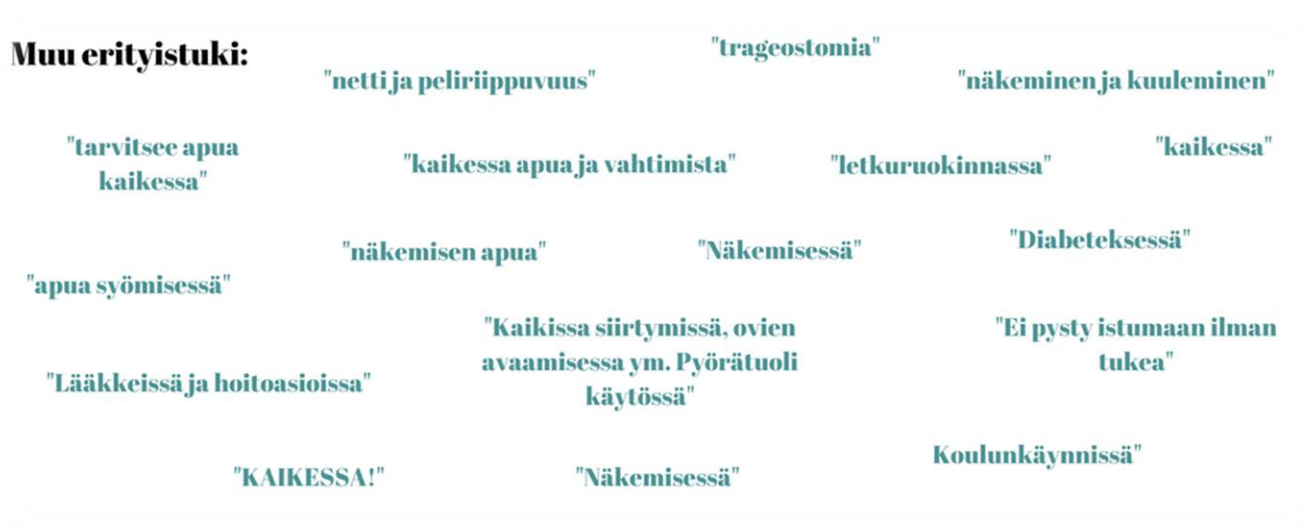 Muu erityistuki:
"trageostomia"
"netti ja peliriippuvuus"
"näkeminen ja kuuleminen"
"tarvitsee apua
kaikessa"
"kaikessa apua ja vahtimista"
"letkuruokinnassa"
"kaikessa"
"näkemisen apua"
"Näkemisessä"
"Diabeteksessä"
"apua syömisessä"
"Kaikissa siirtymissä, ovien
avaamisessa ym. Pyörätuoli
käytössä"
"Ei pysty istumaan ilman
tukea"
"Lääkkeissä ja hoitoasioissa"
"KAIKESSA!"
"Näkemisessä"
Koulunkäynnissä"